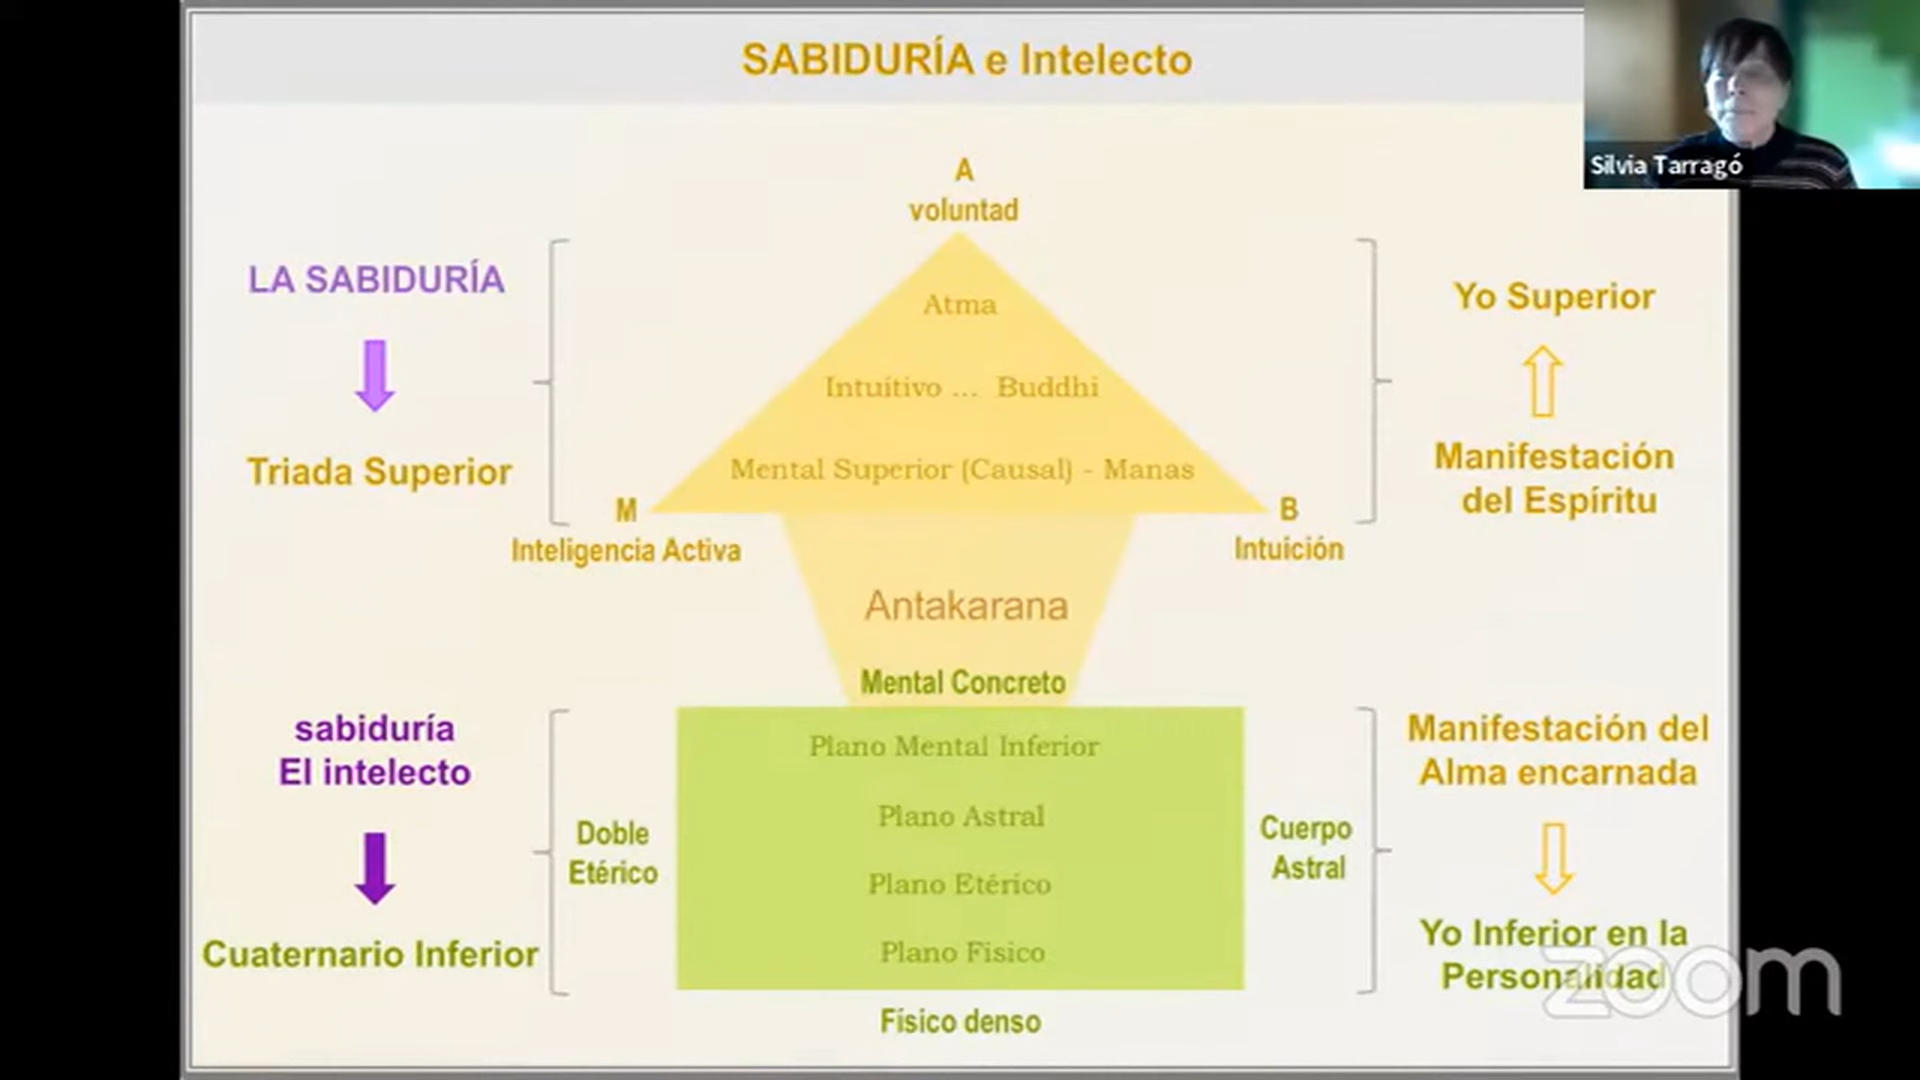 SABIDURÍA e Intelecto
Silvia Tarragó
A
voluntad
LA SABIDURÍA
Triada Superior
Atma
Intuítivo ... Buddhi
Mental Superior (Causal) - Manas
M
Inteligencia Activa
B
Intuición
Yo Superior
Manifestación
del Espíritu
Antakarana
Mental Concreto
sabiduría
El intelecto
Cuaternario Inferior
Doble
Etérico
Plano Mental Inferior
Plano Astral
Plano Etérico
Plano Fisico
Físico denso
Cuerpo
Astral
Manifestación del
Alma encarnada
Yo Inferior en la
Personalidad
zoom